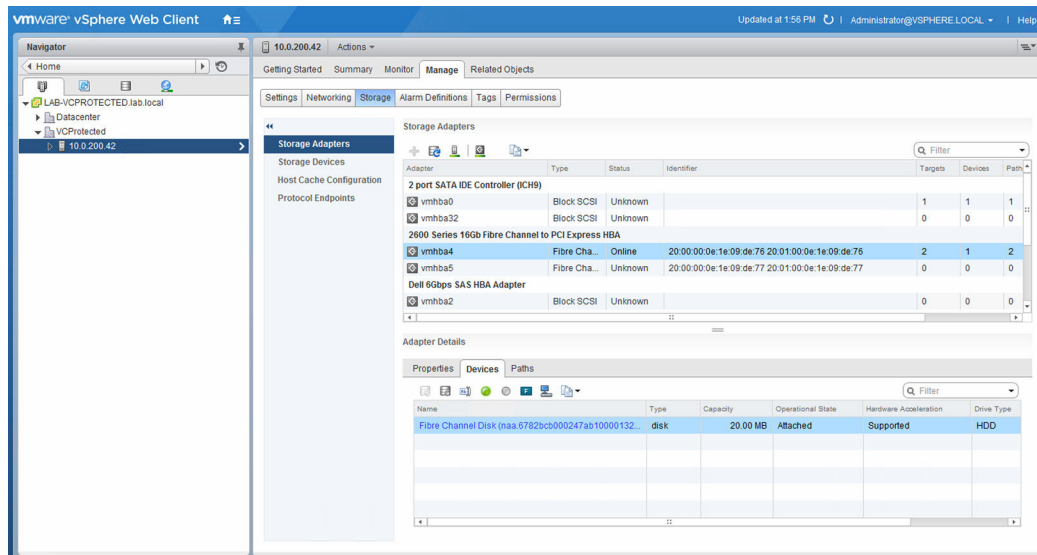 vmware® vSphere Web Client
Updated at 1:56 PM | Administrator@VSPHERE.LOCAL | Help
Navigator
Home
LAB-VCPROTECTED.lab.local
Datacenter
VCProtected
10.0.200.42
10.0.200.42 Actions
Getting Started Summary Monitor Manage Related Objects
Settings Networking Storage Alarm Definitions Tags Permissions
Storage Adapters
Storage Devices
Host Cache Configuration
Protocol Endpoints
Storage Adapters
Filter
Adapter Type Status Identifier Targets Devices Path
2 port SATA IDE Controller (ICH9)
vmhba0 Block SCSI Unknown 1 1 1
vmhba32 Block SCSI Unknown 0 0 0
2600 Series 16Gb Fibre Channel to PCI Express HBA
vmhba4 Fibre Cha... Online 20:00:00:0e:1e:09:de:76 20:01:00:0e:1e:09:de:76 2 1 2
vmhba5 Fibre Cha... Unknown 20:00:00:0e:1e:09:de:77 20:01:00:0e:1e:09:de:77 0 0 0
Dell 6Gbps SAS HBA Adapter
vmhba2 Block SCSI Unknown 0 0 0
Adapter Details
Properties Devices Paths
Filter
Name Type Capacity Operational State Hardware Acceleration Drive Type
Fibre Channel Disk (naa.6782bcb000247ab10000132... disk 20.00 MB Attached Supported HDD